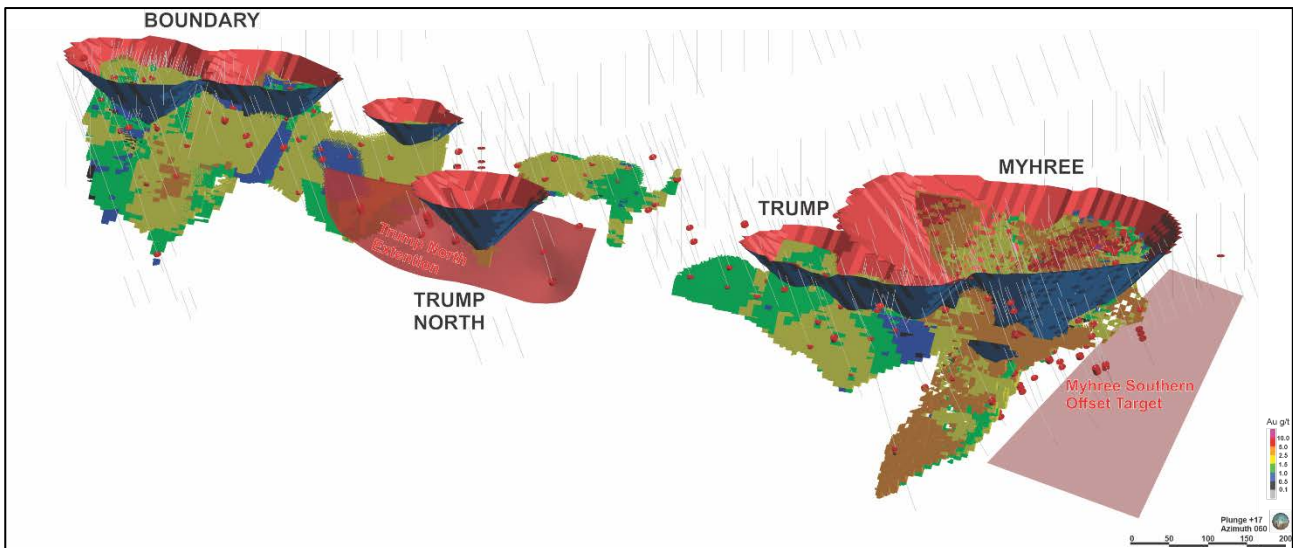 BOUNDARY
MYHREE
TRUMP
Trump North
Extention
TRUMP
NORTH
Myhree Southern
Offset Target
Au g/t
10.0
5.0
2.5
1.5
1.0
0.5
0.1
Plunge +17
Azimuth 060
0 50 100 150 200